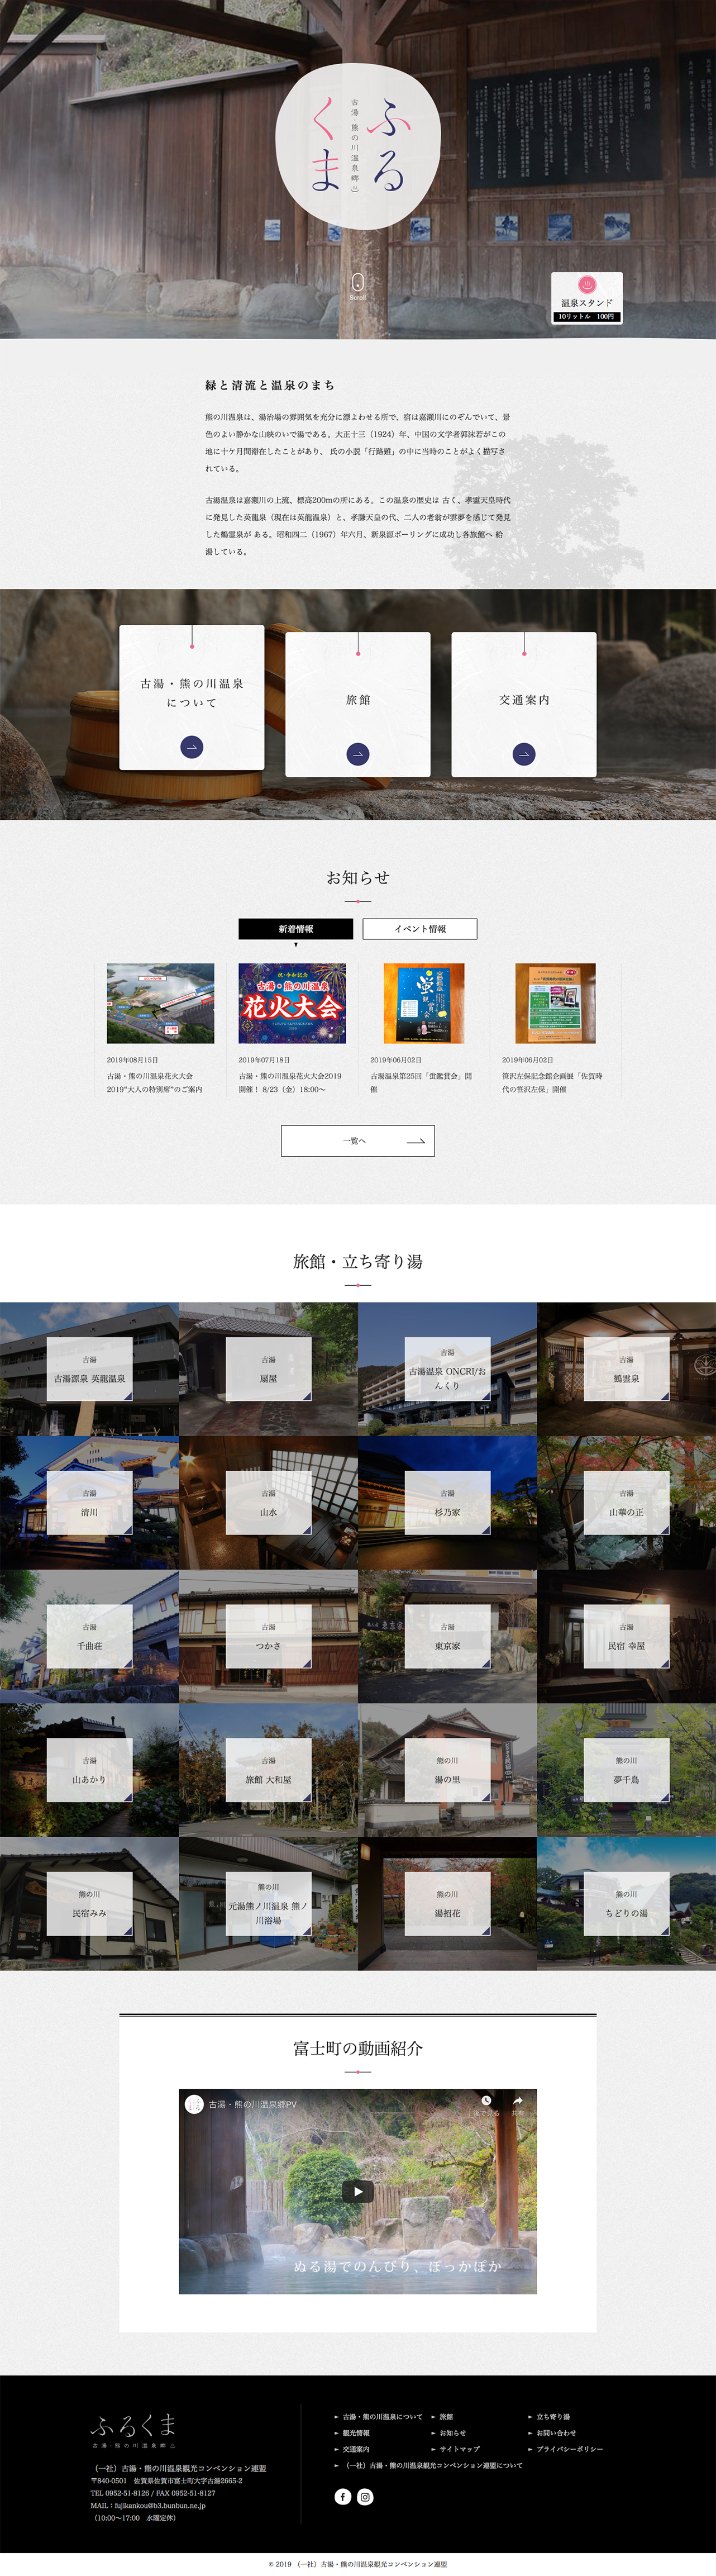 ふるくま
古湯・熊の川温泉郷
Scroll
温泉スタンド
10リットル 100円
緑と清流と温泉のまち
熊の川温泉は、湯治場の雰囲気を充分に漂よわせる所で、宿は嘉瀬川にのぞんでいて、景
色のよい静かな山峡のいで湯である。大正十三（1924）年、中国の文学者郭沫若がこの
地に十ケ月間滞在したことがあり、 氏の小説「行路難」の中に当時のことがよく描写さ
れている。
古湯温泉は嘉瀬川の上流、標高200mの所にある。この温泉の歴史は 古く、孝霊天皇時代
に発見した英龍泉（現在は英龍温泉）と、孝謙天皇の代、二人の老翁が霊夢を感じて発見
した鶴霊泉が ある。昭和四二（1967）年六月、新泉源ボーリングに成功し各旅館へ 給
湯している。
古湯・熊の川温泉
について
旅館
交通案内
お知らせ
新着情報
イベント情報
古湯・熊の川温泉
花火大会
2019年08月15日
古湯・熊の川温泉花火大会
2019“大人の特別席”のご案内
2019年07月18日
古湯・熊の川温泉花火大会2019
開催！ 8/23（金）18:00〜
2019年06月02日
古湯温泉第25回「蛍鑑賞会」開
催
2019年06月02日
笹沢左保記念館企画展「佐賀時
代の笹沢左保」開催
一覧へ
旅館・立ち寄り湯
古湯
古湯源泉 英龍温泉
古湯
扇屋
古湯
古湯温泉 ONCRI/お
んくり
古湯
鶴霊泉
古湯
清川
古湯
山水
古湯
杉乃家
古湯
山華の正
古湯
千曲荘
古湯
つかさ
古湯
東京家
古湯
民宿 幸屋
古湯
山あかり
古湯
旅館 大和屋
熊の川
湯の里
熊の川
夢千鳥
熊の川
民宿みみ
熊の川
元湯熊ノ川温泉 熊ノ
川浴場
熊の川
湯招花
熊の川
ちどりの湯
富士町の動画紹介
古湯・熊の川温泉郷PV
後で見る
共有
ぬる湯でのんびり、ぽっかぽか
ふるくま
古湯・熊の川温泉郷
（一社）古湯・熊の川温泉観光コンベンション連盟
〒840-0501 佐賀県佐賀市富士町大字古湯2665-2
TEL 0952-51-8126 / FAX 0952-51-8127
MAIL：fujikankou@b3.bunbun.ne.jp
（10:00〜17:00 水曜定休）
► 古湯・熊の川温泉について
► 旅館
► 立ち寄り湯
► 観光情報
► お知らせ
► お問い合わせ
► 交通案内
► サイトマップ
► プライバシーポリシー
► （一社）古湯・熊の川温泉観光コンベンション連盟について
© 2019 （一社）古湯・熊の川温泉観光コンベンション連盟